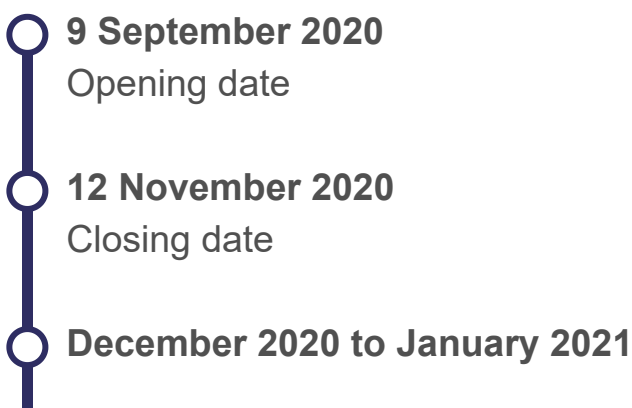 9 September 2020
Opening date
12 November 2020
Closing date
December 2020 to January 2021